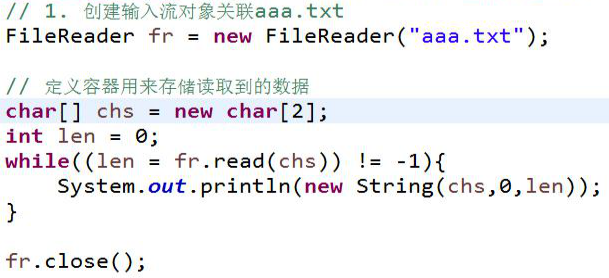 // 1. 创建输入流对象关联aaa.txt
FileReader fr = new FileReader("aaa.txt");
// 定义容器用来存储读取到的数据
char[] chs = new char[2];
int len = 0;
while((len = fr.read(chs)) != -1){
    System.out.println(new String(chs,0,len));
}
fr.close();